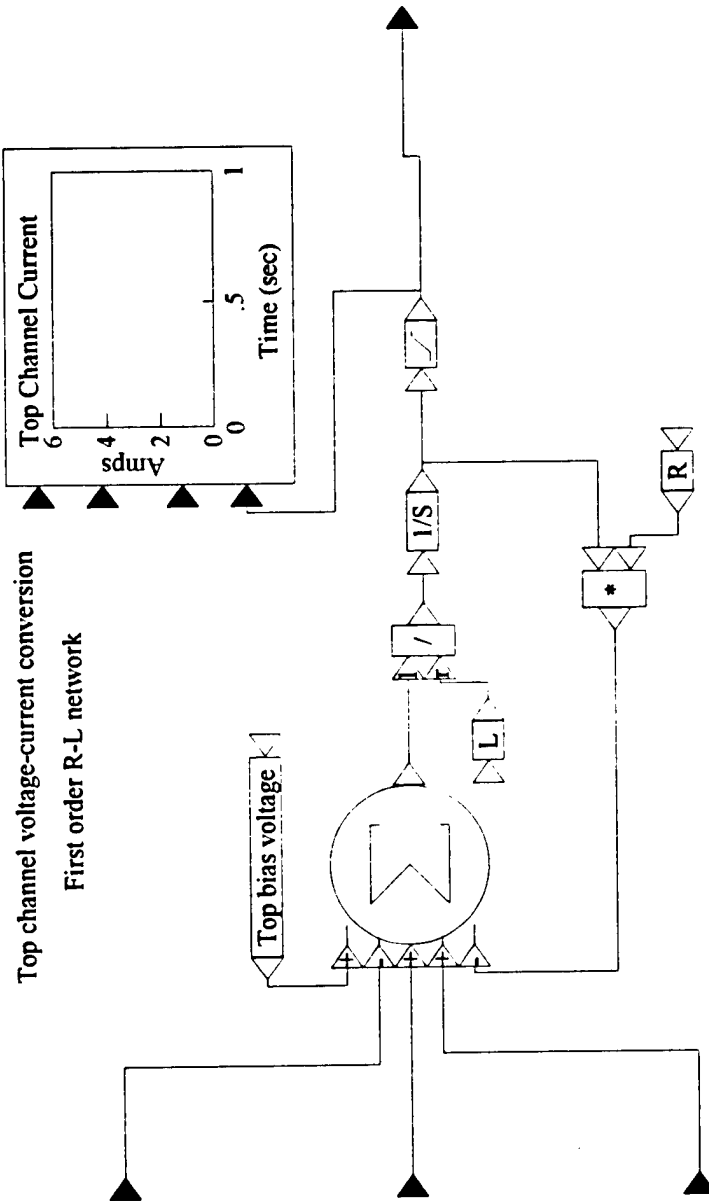 Top channel voltage-current conversion
First order R-L network
Top Channel Current
6
4
2
0
Amps
0
.5
1
Time (sec)
Top bias voltage
+
-
+
+
-
Σ
l
r
/
L
1/S
*
R